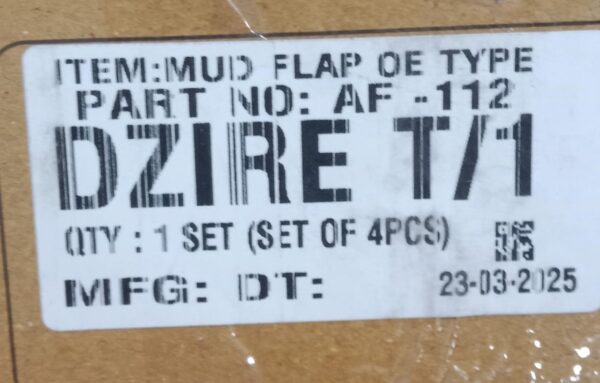 ITEM:MUD FLAP OE TYPE
PART NO: AF -112
DZIRE T/1
QTY : 1 SET (SET OF 4PCS)
MFG: DT: 23-03-2025